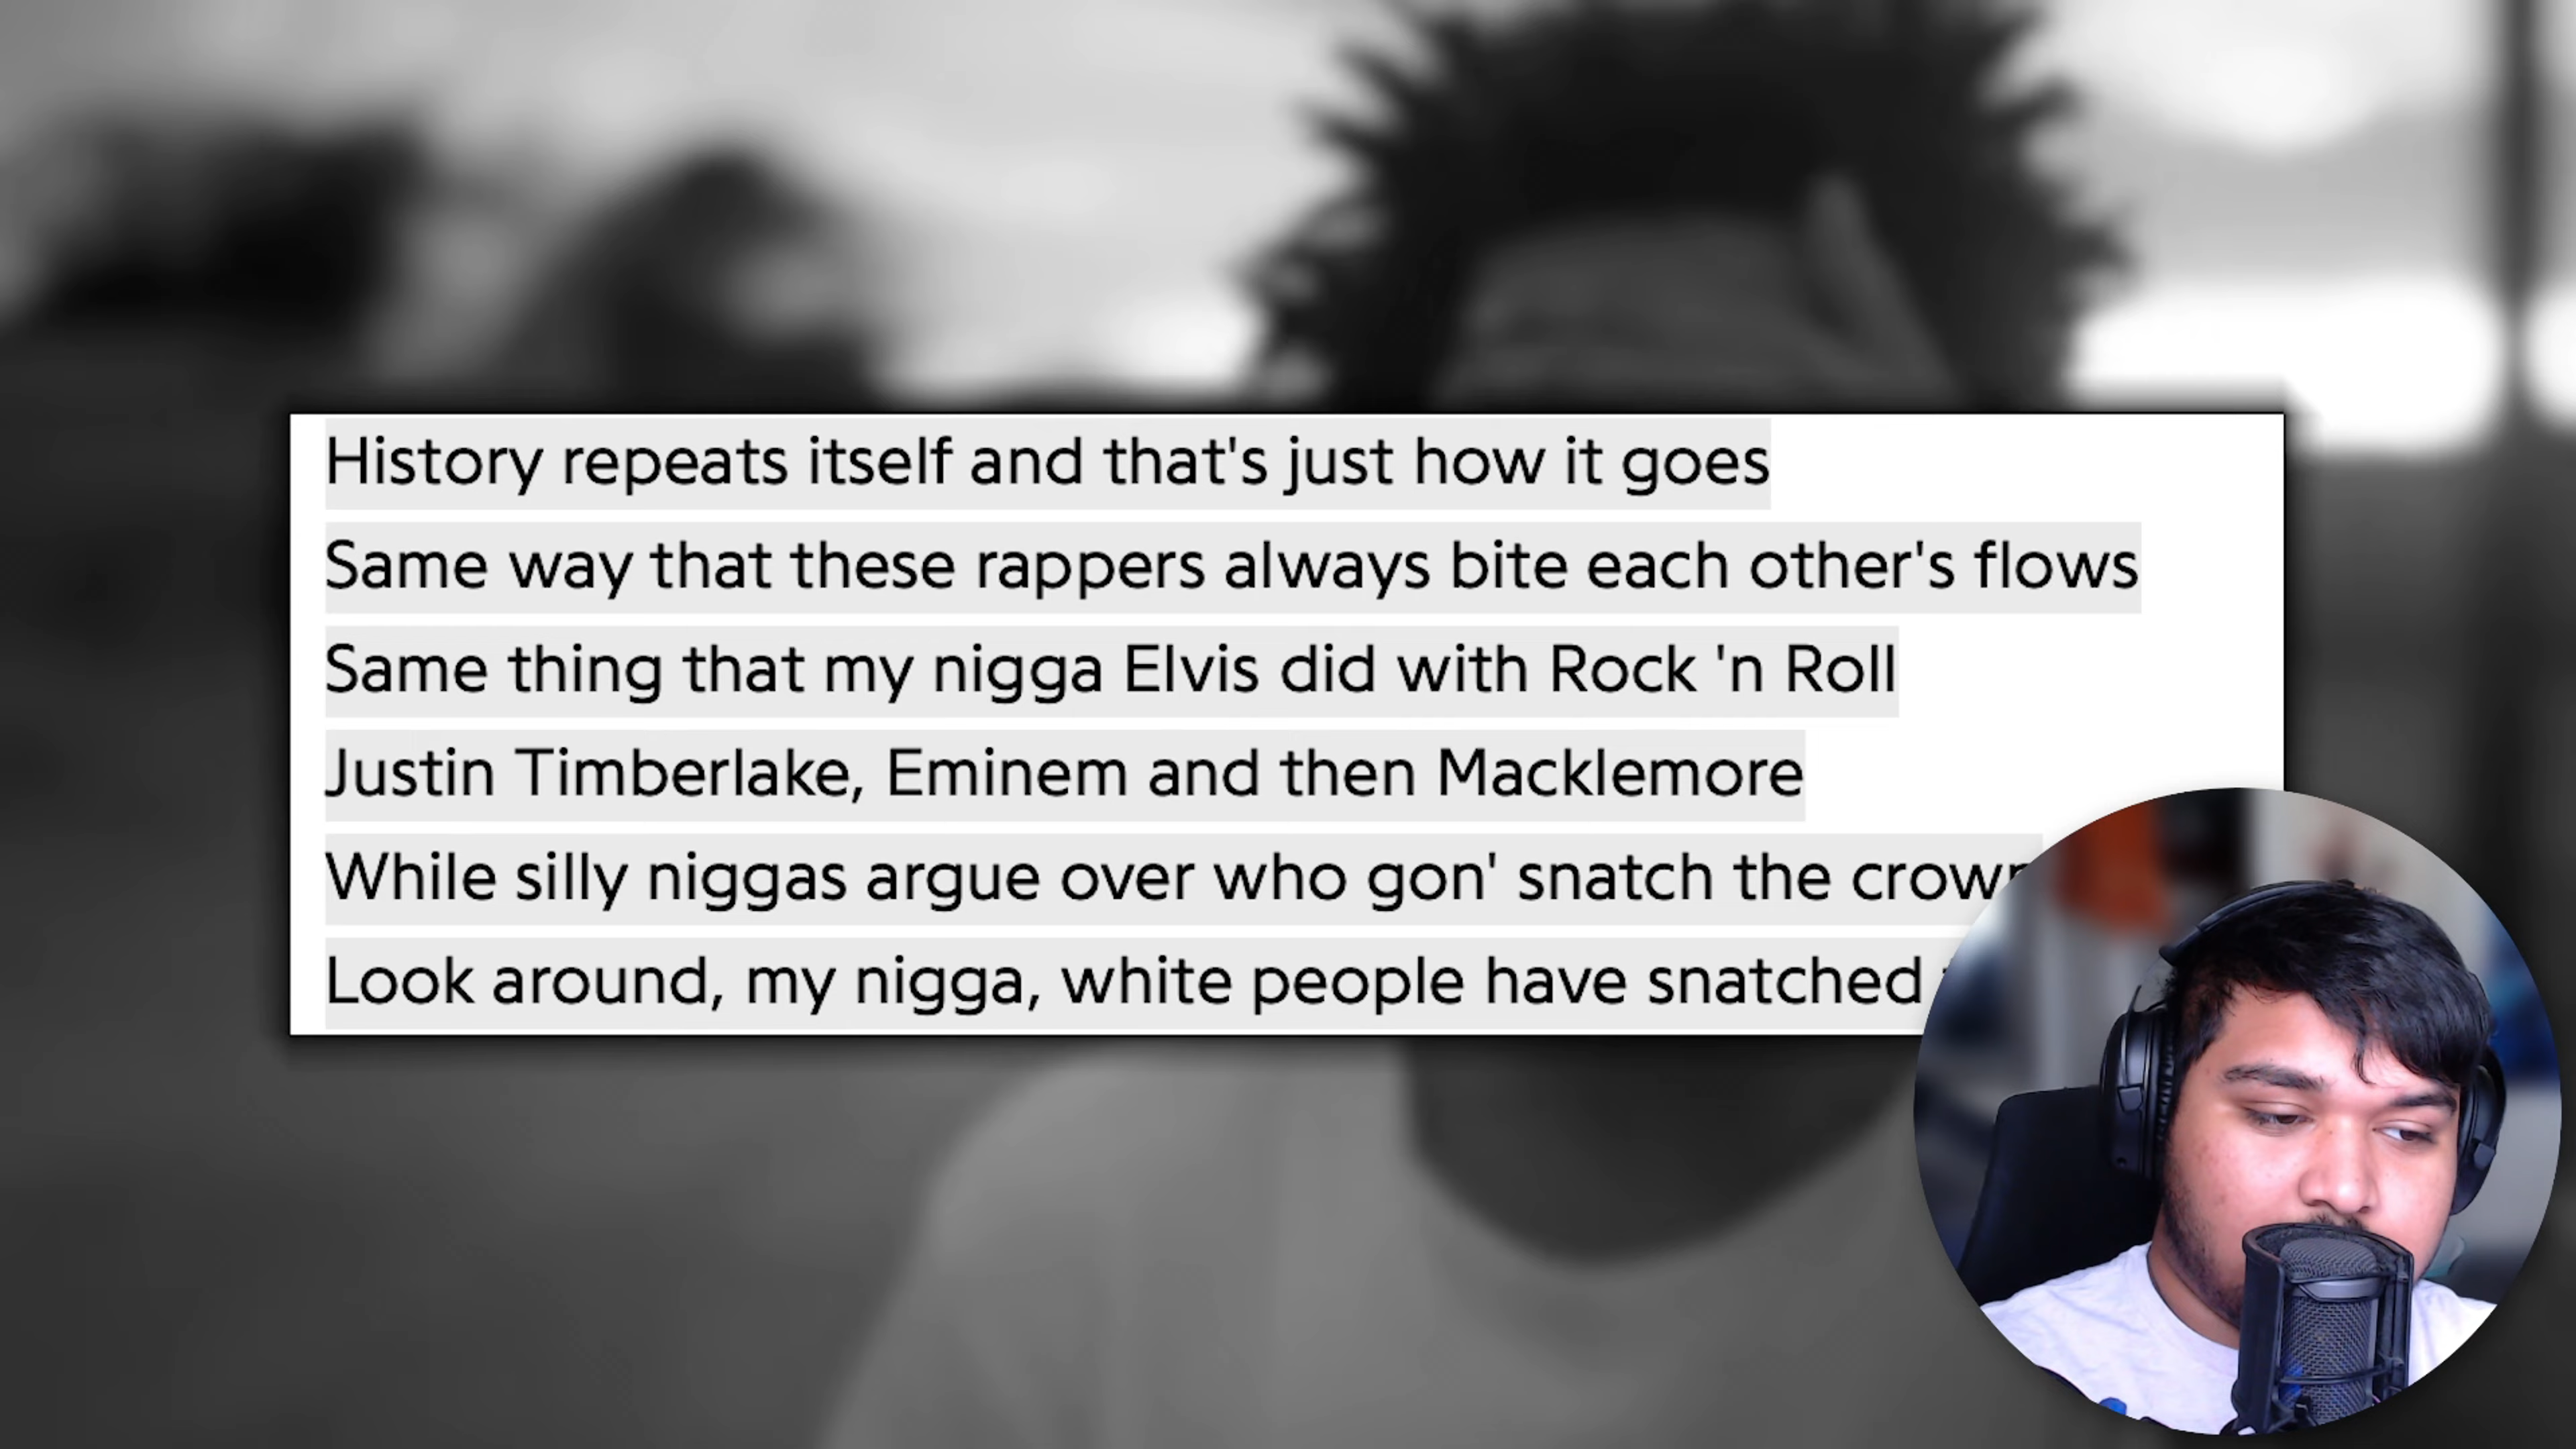 History repeats itself and that's just how it goes
Same way that these rappers always bite each other's flows
Same thing that my nigga Elvis did with Rock 'n Roll
Justin Timberlake, Eminem and then Macklemore
While silly niggas argue over who gon' snatch the crown
Look around, my nigga, white people have snatched